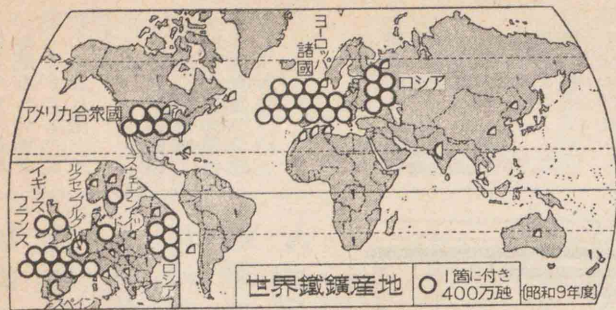 ヨーロッパ
諸國
ロシア
アメリカ合衆國
スウェーデン
ルクセンブルグ
イギリス
フランス
ロシア
スペイン
世界鐵鑛産地
1箇に付き
400万瓲
(昭和9年度)